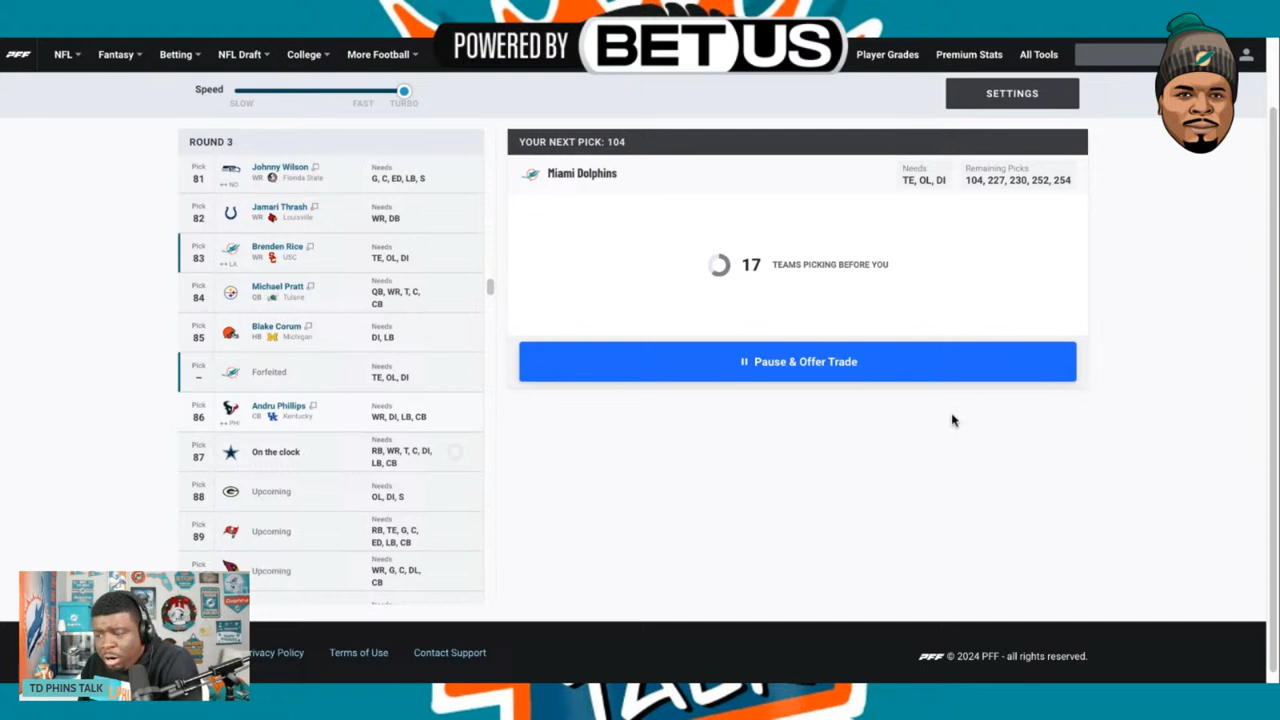 POWERED BY BETUS
PFF NFL Fantasy Betting NFL Draft College More Football Player Grades Premium Stats All Tools
Speed
SLOW FAST TURBO
SETTINGS
ROUND 3
Pick 81 Johnny Wilson WR Florida State Needs G, C, ED, LB, S
↔ NO
Pick 82 Jamari Thrash WR Louisville Needs WR, DB
Pick 83 Brenden Rice WR USC Needs TE, OL, DI
↔ LA
Pick 84 Michael Pratt QB Tulane Needs QB, WR, T, C,
CB
Pick 85 Blake Corum HB Michigan Needs DI, LB
Pick – Forfeited Needs TE, OL, DI
Pick 86 Andru Phillips CB Kentucky Needs WR, DI, LB, CB
↔ PHI
Pick 87 On the clock Needs RB, WR, T, C, DI,
LB, CB
Pick 88 Upcoming Needs OL, DI, S
Pick 89 Upcoming Needs RB, TE, G, C,
ED, LB, CB
Pick Upcoming Needs WR, G, C, DL,
CB
YOUR NEXT PICK: 104
Miami Dolphins
Needs
TE, OL, DI
Remaining Picks
104, 227, 230, 252, 254
17 TEAMS PICKING BEFORE YOU
Pause & Offer Trade
rivacy Policy Terms of Use Contact Support
PFF © 2024 PFF - all rights reserved.
TD PHINS TALK
TALK